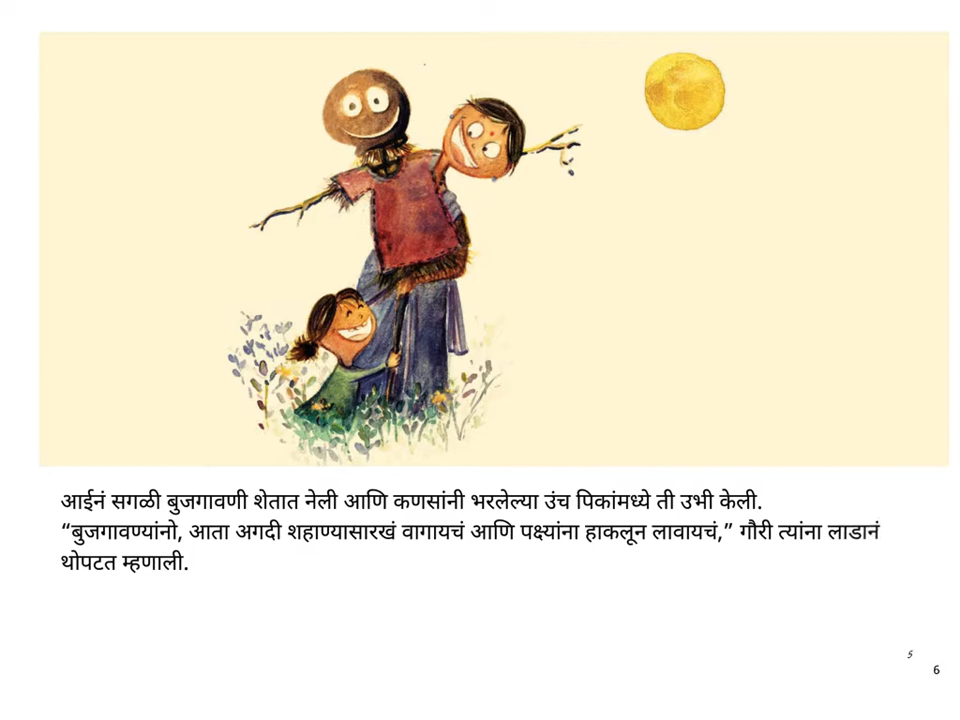 आईनं सगळी बुजगावणी शेतात नेली आणि कणसांनी भरलेल्या उंच पिकांमध्ये ती उभी केली.
“बुजगावण्यांनो, आता अगदी शहाण्यासारखं वागायचं आणि पक्ष्यांना हाकलून लावायचं,” गौरी त्यांना लाडानं
थोपटत म्हणाली.
5
6